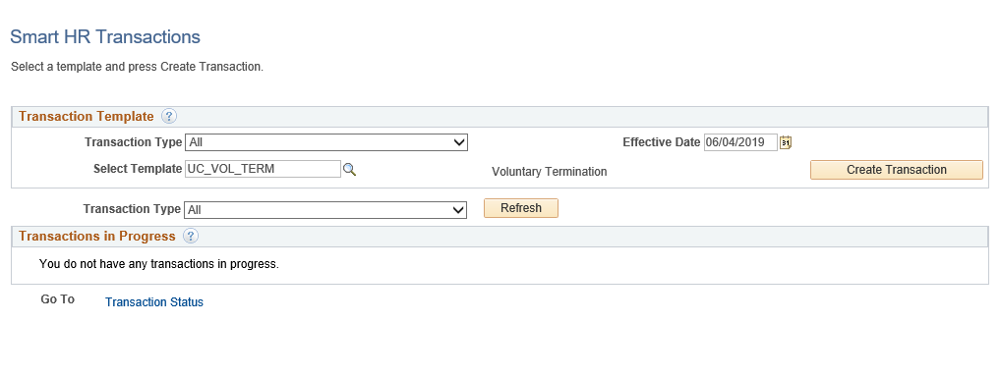 Smart HR Transactions
Select a template and press Create Transaction.
Transaction Template ?
Transaction Type All Effective Date 06/04/2019 31
Select Template UC_VOL_TERM Voluntary Termination Create Transaction
Transaction Type All Refresh
Transactions in Progress ?
You do not have any transactions in progress.
Go To Transaction Status